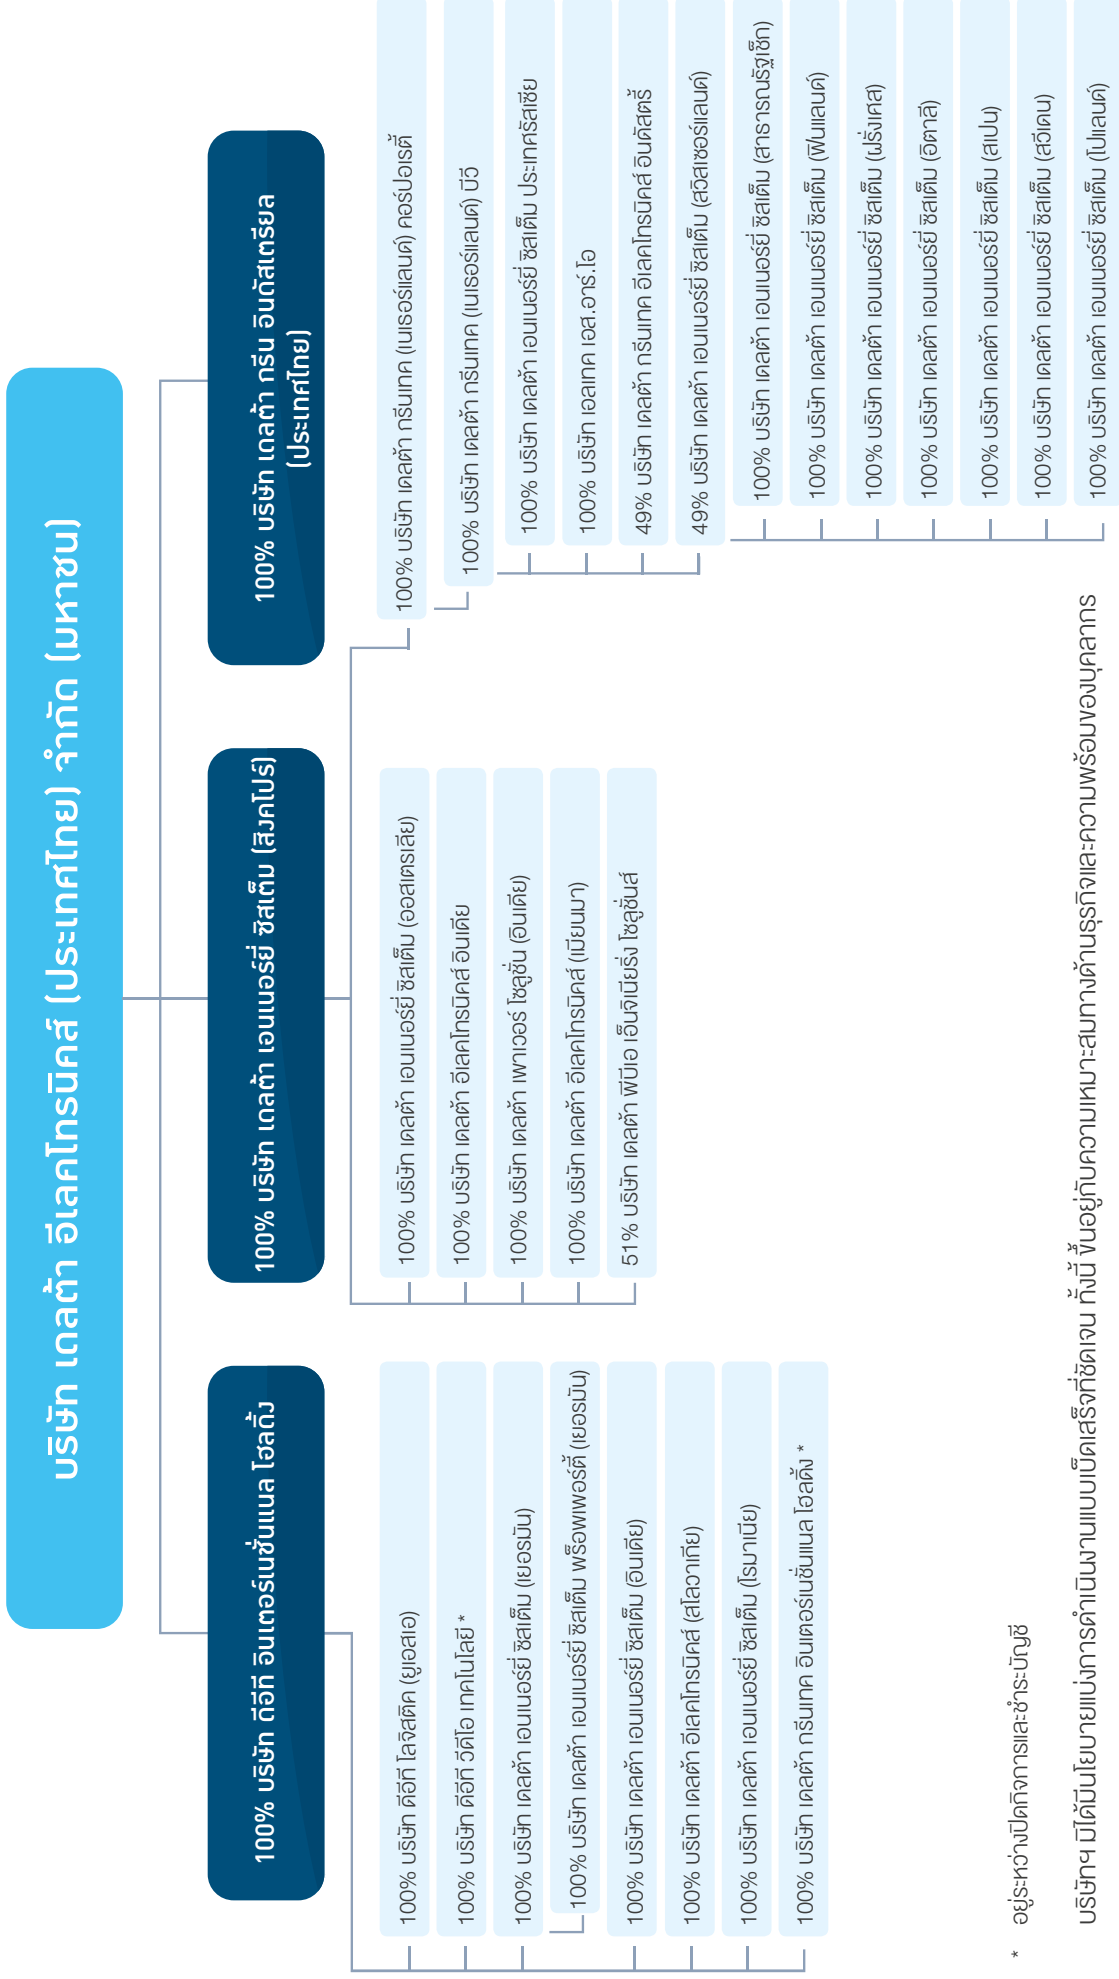 บริษัท เดลต้า อีเลคโทรนิคส์ (ประเทศไทย) จำกัด (มหาชน)
100% บริษัท ดีอีที อินเตอร์เนชั่นแนล โฮลดิ้ง
100% บริษัท ดีอีที โลจิสติค (ยูเอสเอ)
100% บริษัท ดีอีที วีดีโอ เทคโนโลยี *
100% บริษัท เดลต้า เอนเนอร์ยี่ ซิสเต็ม (เยอรมัน)
100% บริษัท เดลต้า เอนเนอร์ยี่ ซิสเต็ม พร็อพเพอร์ตี้ (เยอรมัน)
100% บริษัท เดลต้า เอนเนอร์ยี่ ซิสเต็ม (อินเดีย)
100% บริษัท เดลต้า อีเลคโทรนิคส์ (สโลวาเกีย)
100% บริษัท เดลต้า เอนเนอร์ยี่ ซิสเต็ม (โรมาเนีย)
100% บริษัท เดลต้า กรีนเทค อินเตอร์เนชั่นแนล โฮลดิ้ง *
100% บริษัท เดลต้า เอนเนอร์ยี่ ซิสเต็ม (สิงคโปร์)
100% บริษัท เดลต้า เอนเนอร์ยี่ ซิสเต็ม (ออสเตรเลีย)
100% บริษัท เดลต้า อีเลคโทรนิคส์ อินเดีย
100% บริษัท เดลต้า เพาเวอร์ โซลูชั่น (อินเดีย)
100% บริษัท เดลต้า อีเลคโทรนิคส์ (เมียนมา)
51% บริษัท เดลต้า พีบีเอ เอ็นจิเนียริ่ง โซลูชั่นส์
100% บริษัท เดลต้า กรีน อินดัสเตรียล
(ประเทศไทย)
100% บริษัท เดลต้า กรีนเทค (เนเธอร์แลนด์) คอร์ปอเรตี้
100% บริษัท เดลต้า กรีนเทค (เนเธอร์แลนด์) บีวี
100% บริษัท เดลต้า เอนเนอร์ยี่ ซิสเต็ม ประเทศรัสเซีย
100% บริษัท เอลเทค เอส.อาร์.โอ
49% บริษัท เดลต้า กรีนเทค อีเลคโทรนิคส์ อินดัสตรี้
49% บริษัท เดลต้า เอนเนอร์ยี่ ซิสเต็ม (สวิสเซอร์แลนด์)
100% บริษัท เดลต้า เอนเนอร์ยี่ ซิสเต็ม (สาธารณรัฐเช็ก)
100% บริษัท เดลต้า เอนเนอร์ยี่ ซิสเต็ม (ฟินแลนด์)
100% บริษัท เดลต้า เอนเนอร์ยี่ ซิสเต็ม (ฝรั่งเศส)
100% บริษัท เดลต้า เอนเนอร์ยี่ ซิสเต็ม (อิตาลี)
100% บริษัท เดลต้า เอนเนอร์ยี่ ซิสเต็ม (สเปน)
100% บริษัท เดลต้า เอนเนอร์ยี่ ซิสเต็ม (สวีเดน)
100% บริษัท เดลต้า เอนเนอร์ยี่ ซิสเต็ม (โปแลนด์)
* อยู่ระหว่างปิดกิจการและชำระบัญชี
บริษัทฯ มิได้มีนโยบายแบ่งการดำเนินงานแบบเบ็ดเสร็จที่ชัดเจน ทั้งนี้ ขึ้นอยู่กับความเหมาะสมทางด้านธุรกิจและความพร้อมของบุคลากร